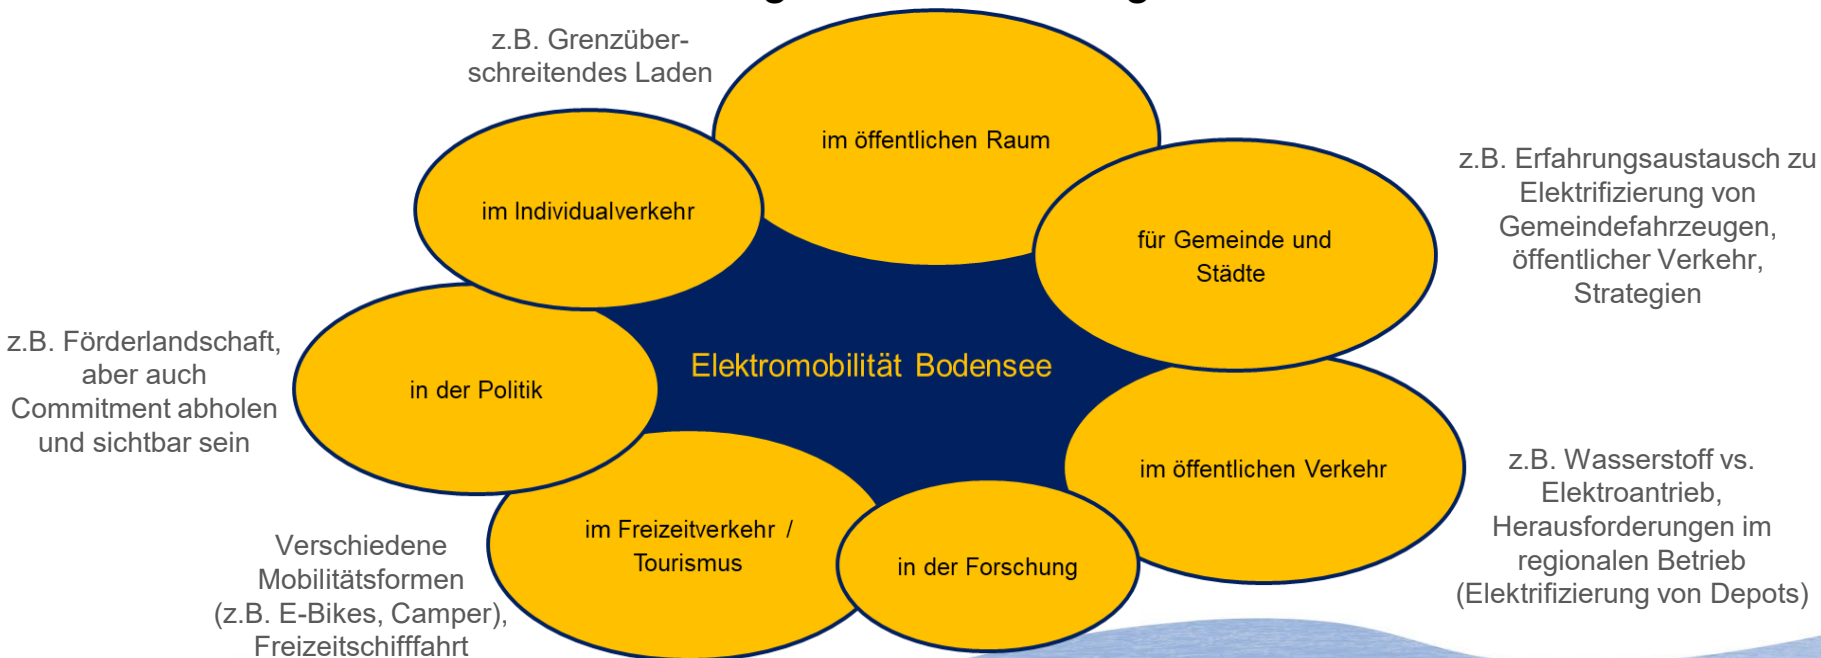 z.B. Grenzüber-
schreitendes Laden
im öffentlichen Raum
im Individualverkehr
für Gemeinde und
Städte
z.B. Erfahrungsaustausch zu
Elektrifizierung von
Gemeindefahrzeugen,
öffentlicher Verkehr,
Strategien
z.B. Förderlandschaft,
aber auch
Commitment abholen
und sichtbar sein
in der Politik
Elektromobilität Bodensee
im öffentlichen Verkehr
z.B. Wasserstoff vs.
Elektroantrieb,
Herausforderungen im
regionalen Betrieb
(Elektrifizierung von Depots)
im Freizeitverkehr /
Tourismus
in der Forschung
Verschiedene
Mobilitätsformen
(z.B. E-Bikes, Camper),
Freizeitschifffahrt